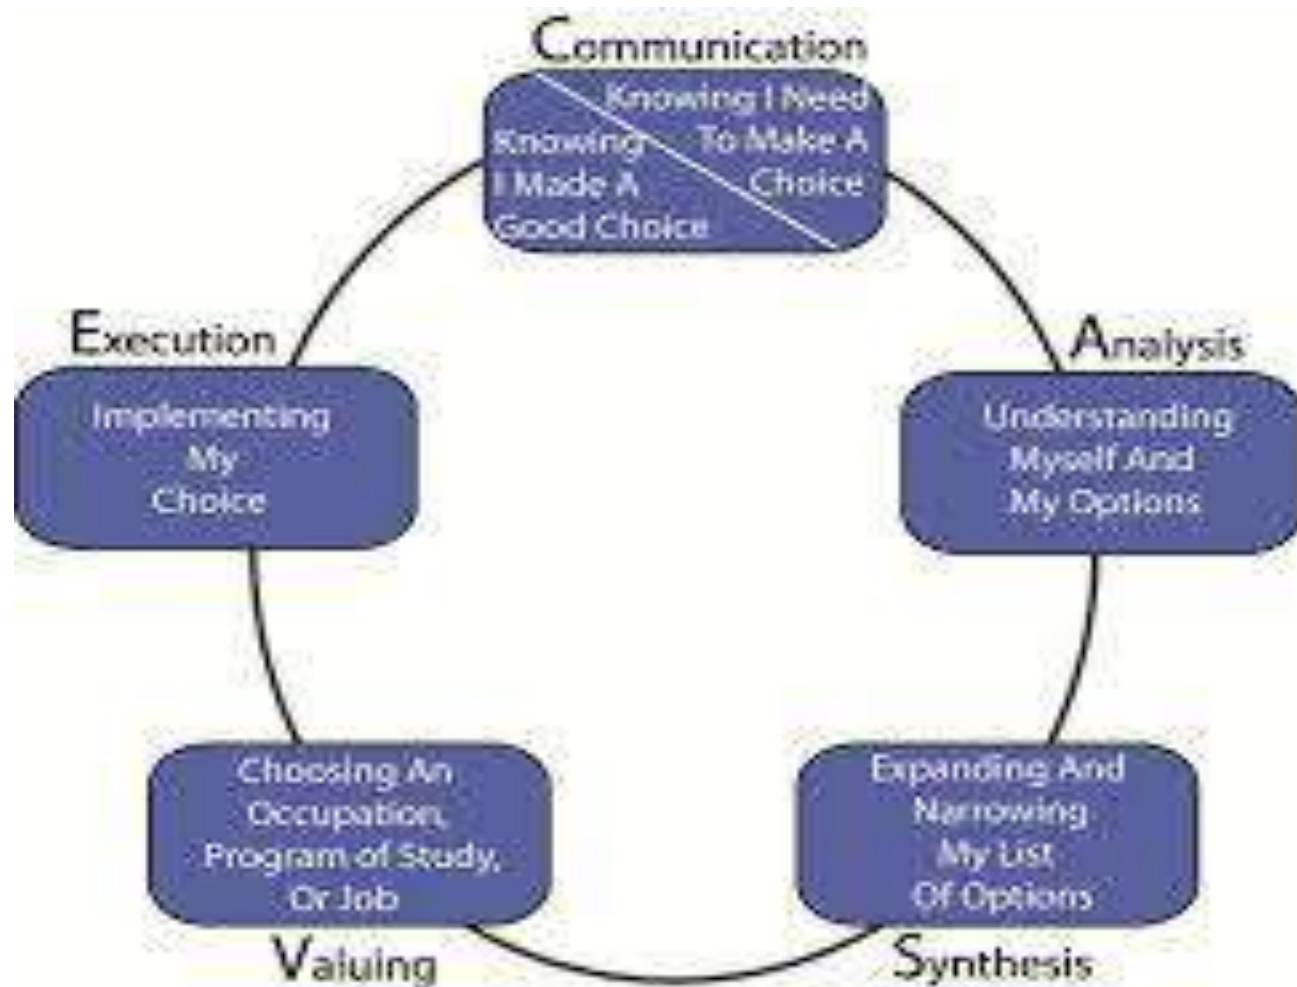 Communication
Knowing I Need
To Make A
Choice
Knowing
I Made A
Good Choice
Analysis
Understanding
Myself And
My Options
Expanding And
Narrowing
My List
Of Options
Synthesis
Choosing An
Occupation,
Program of Study,
Or Job
Valuing
Execution
Implementing
My
Choice